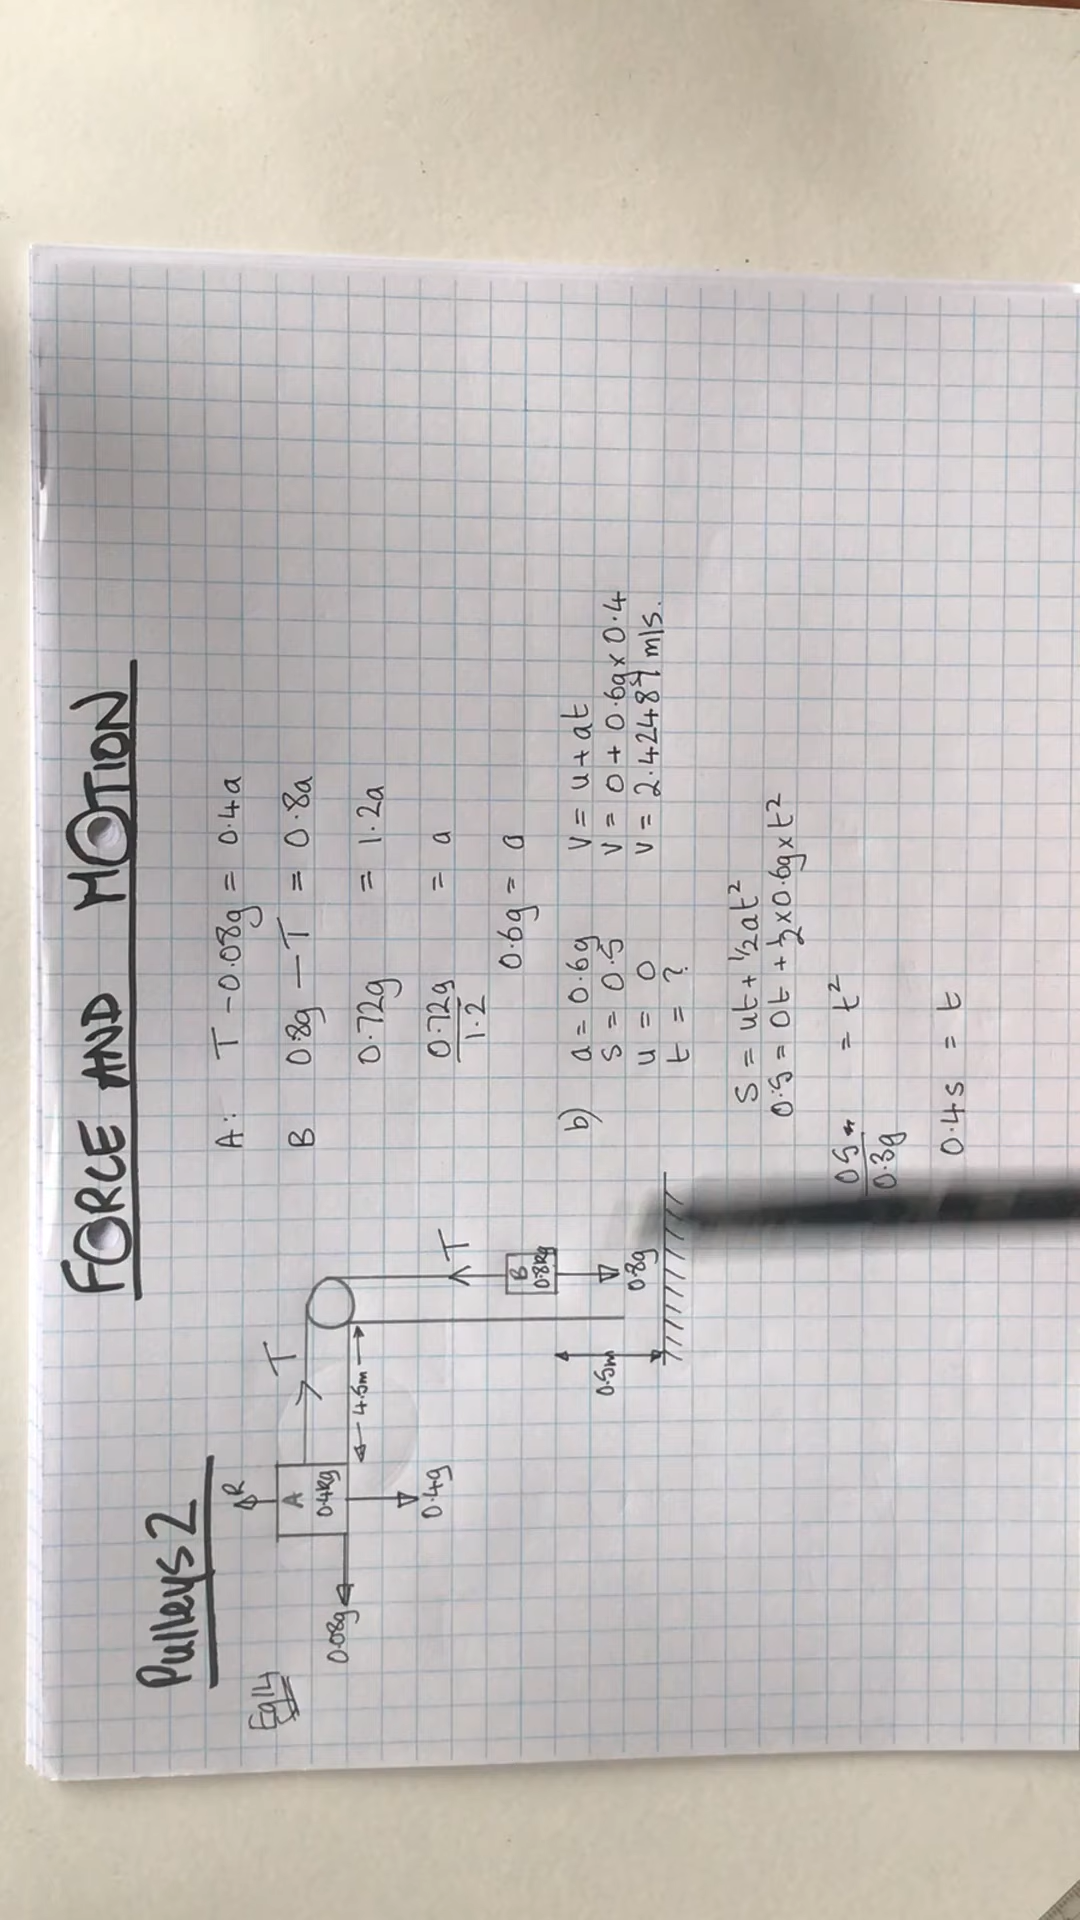 FORCE AND MOTION
Pulleys 2
Eg14
R
A
0.4kg
T
0.08g
4.5m
0.4g
T
B
0.8kg
0.5m
0.8g
A: T - 0.08g = 0.4a
B 0.8g - T = 0.8a
0.72g = 1.2a
0.72g = a
1.2
0.6g = a
b) a = 0.6g
s = 0.5
u = 0
t = ?
v = u + at
v = 0 + 0.6g x 0.4
v = 2.4248 m/s.
S = ut + 1/2at²
0.5 = 0t + 1/2 x 0.6g x t²
0.5 = t²
0.3g
0.4s = t